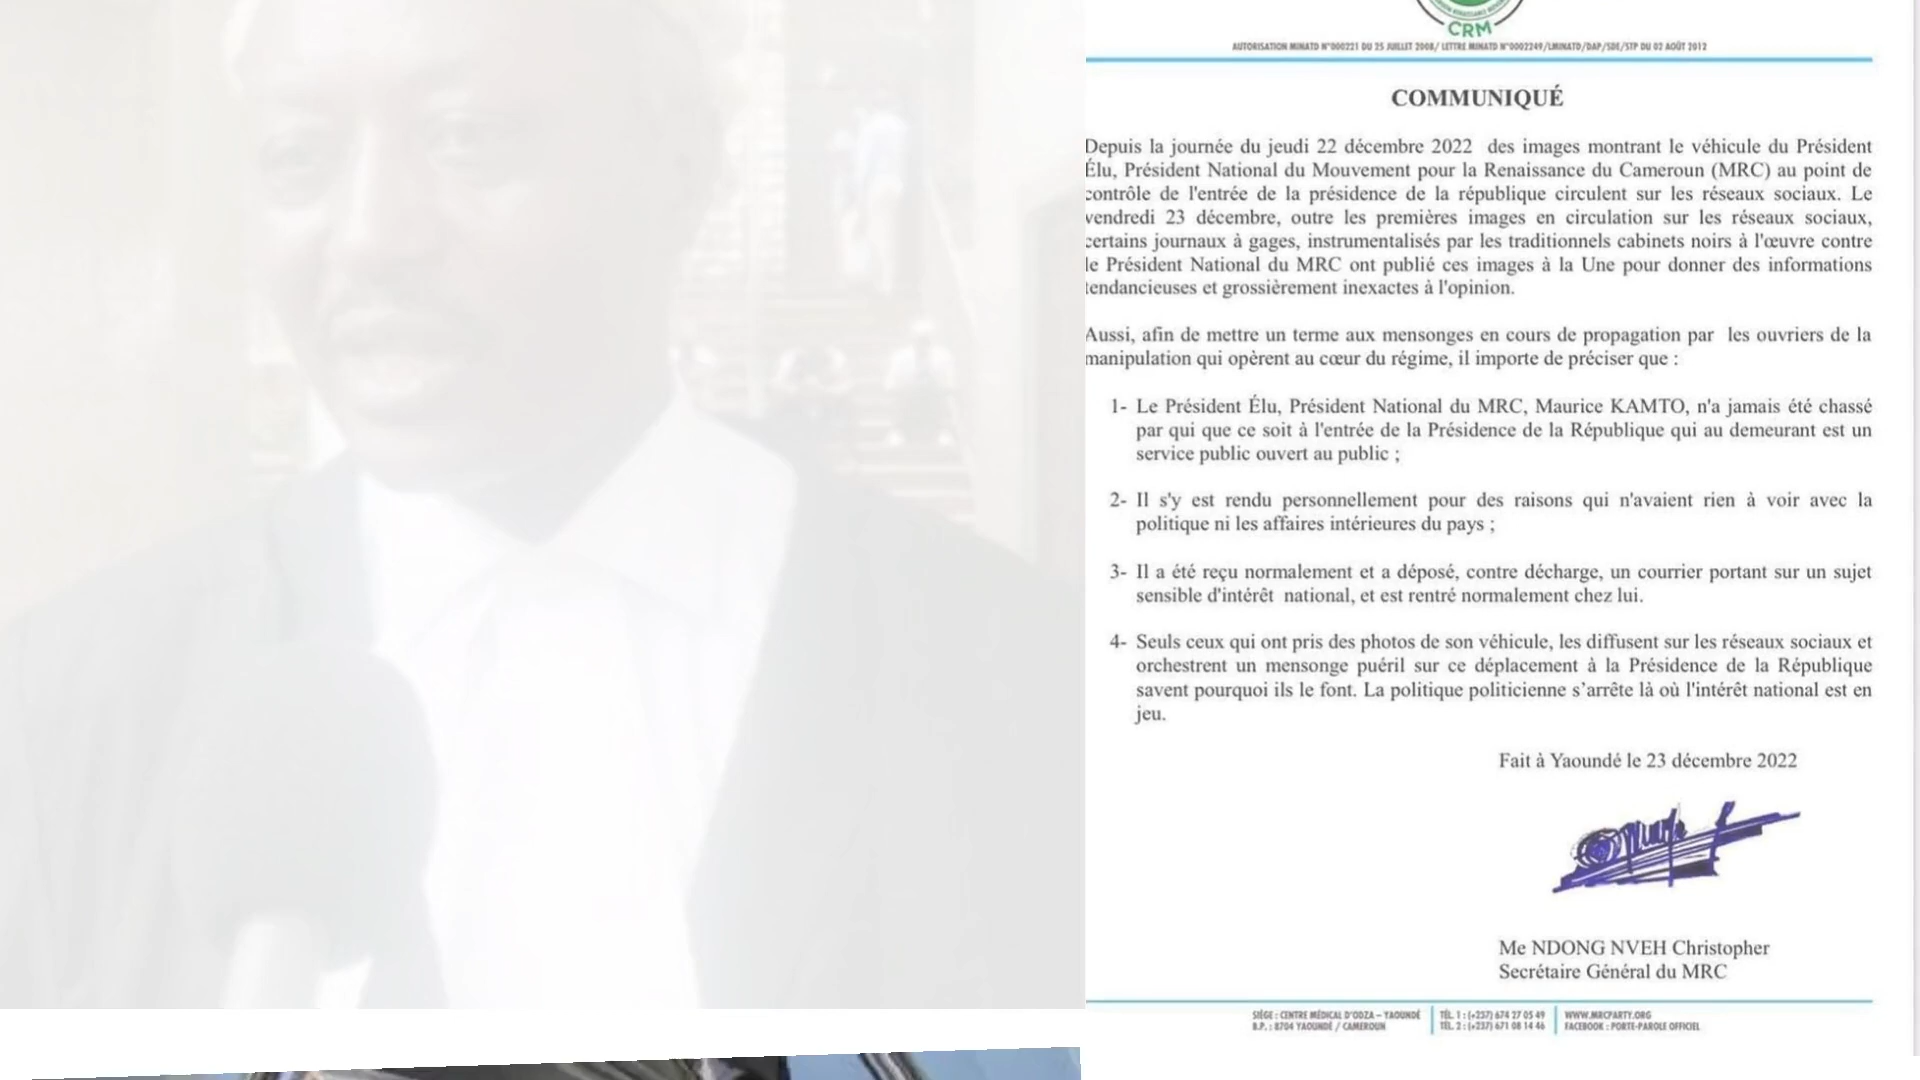 CRM
AUTORISATION MINATD N°000221 DU 25 JUILLET 2008/ LETTRE MINATD N°0002249/LMINATD/DAP/SDE/STP DU 02 AOÛT 2012
COMMUNIQUÉ
Depuis la journée du jeudi 22 décembre 2022 des images montrant le véhicule du Président
Élu, Président National du Mouvement pour la Renaissance du Cameroun (MRC) au point de
contrôle de l'entrée de la présidence de la république circulent sur les réseaux sociaux. Le
vendredi 23 décembre, outre les premières images en circulation sur les réseaux sociaux,
certains journaux à gages, instrumentalisés par les traditionnels cabinets noirs à l'œuvre contre
le Président National du MRC ont publié ces images à la Une pour donner des informations
tendancieuses et grossièrement inexactes à l'opinion.
Aussi, afin de mettre un terme aux mensonges en cours de propagation par les ouvriers de la
manipulation qui opèrent au cœur du régime, il importe de préciser que :
1- Le Président Élu, Président National du MRC, Maurice KAMTO, n'a jamais été chassé
par qui que ce soit à l'entrée de la Présidence de la République qui au demeurant est un
service public ouvert au public ;
2- Il s'y est rendu personnellement pour des raisons qui n'avaient rien à voir avec la
politique ni les affaires intérieures du pays ;
3- Il a été reçu normalement et a déposé, contre décharge, un courrier portant sur un sujet
sensible d'intérêt national, et est rentré normalement chez lui.
4- Seuls ceux qui ont pris des photos de son véhicule, les diffusent sur les réseaux sociaux et
orchestrent un mensonge puéril sur ce déplacement à la Présidence de la République
savent pourquoi ils le font. La politique politicienne s'arrête là où l'intérêt national est en
jeu.
Fait à Yaoundé le 23 décembre 2022
Me NDONG NVEH Christopher
Secrétaire Général du MRC
SIÈGE : CENTRE MÉDICAL D'ODZA – YAOUNDÉ
B.P. : 8704 YAOUNDÉ / CAMEROUN
TÉL. 1 : (+237) 674 27 05 49
TÉL. 2 : (+237) 671 08 14 46
WWW.MRCPARTY.ORG
FACEBOOK : PORTE-PAROLE OFFICIEL